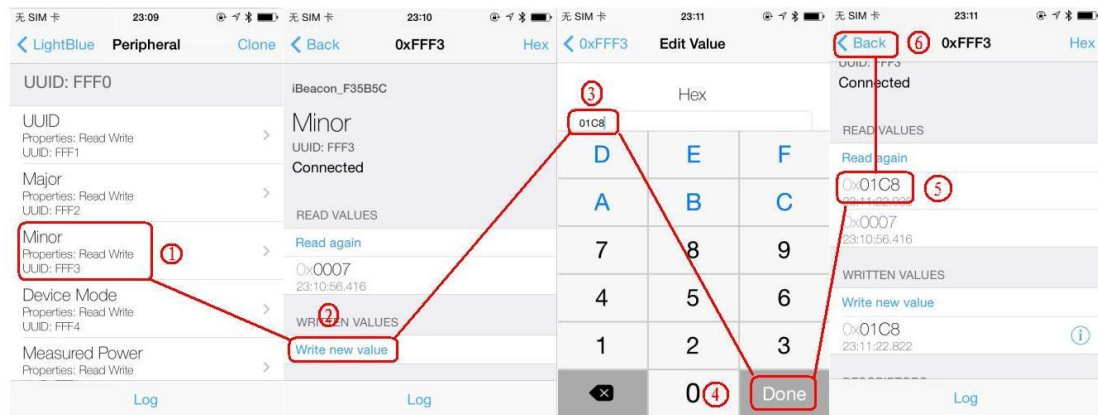 无 SIM 卡
23:09
LightBlue
Peripheral
Clone
UUID: FFF0
UUID
Properties: Read Write
UUID: FFF1
Major
Properties: Read Write
UUID: FFF2
Minor
Properties: Read Write
UUID: FFF3
①
Device Mode
Properties: Read Write
UUID: FFF4
Measured Power
Properties: Read Write
Log
无 SIM 卡
23:10
Back
0xFFF3
Hex
iBeacon_F35B5C
Minor
UUID: FFF3
Connected
READ VALUES
Read again
0x0007
23:10:56.416
②
WRITTEN VALUES
Write new value
Log
无 SIM 卡
23:11
0xFFF3
Edit Value
③
Hex
01C8
D
E
F
A
B
C
7
8
9
4
5
6
1
2
3
0
④
Done
无 SIM 卡
23:11
Back
⑥
0xFFF3
Hex
UUID: FFF3
Connected
READ VALUES
Read again
0x01C8
⑤
0x0007
23:10:56.416
WRITTEN VALUES
Write new value
0x01C8
23:11:22.822
Log